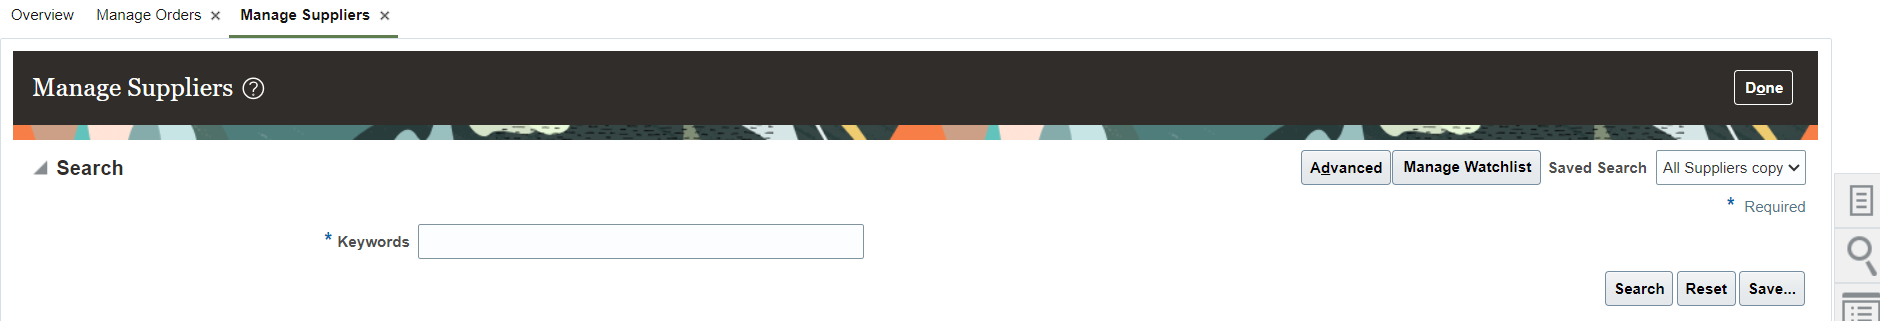 Overview Manage Orders Manage Suppliers
Manage Suppliers
Done
Search Advanced Manage Watchlist Saved Search All Suppliers copy
* Required
* Keywords
Search Reset Save...